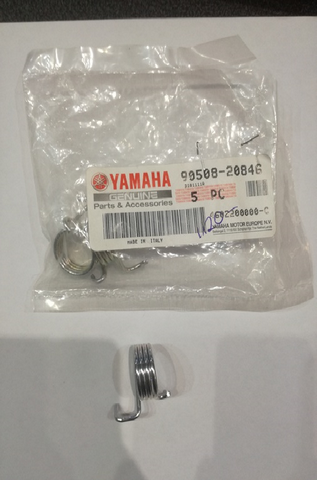 YAMAHA
90508-20846
GENUINE
5 PC
Parts & Accessories
YAMAHA MOTOR EUROPE N.V.
MADE IN ITALY